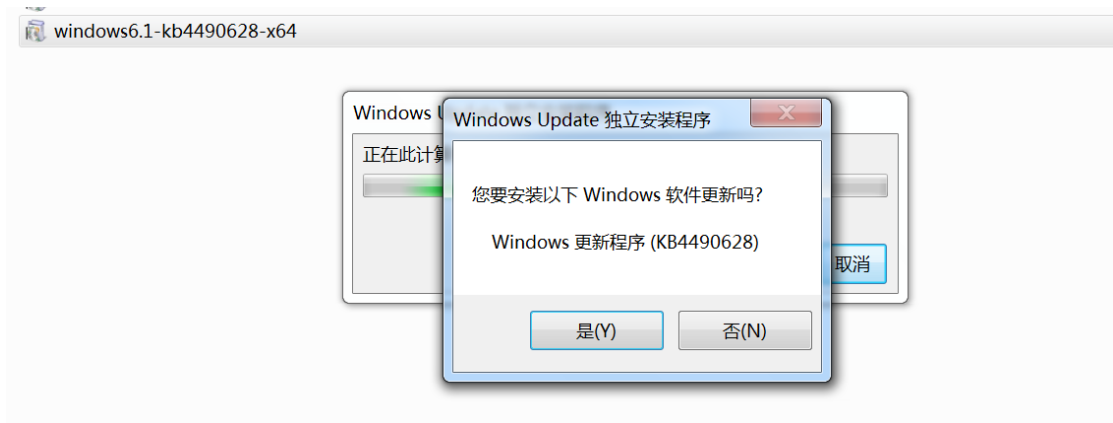 windows6.1-kb4490628-x64
Windows
Windows Update 独立安装程序
正在此计算
您要安装以下 Windows 软件更新吗?
Windows 更新程序 (KB4490628)
取消
是(Y)
否(N)